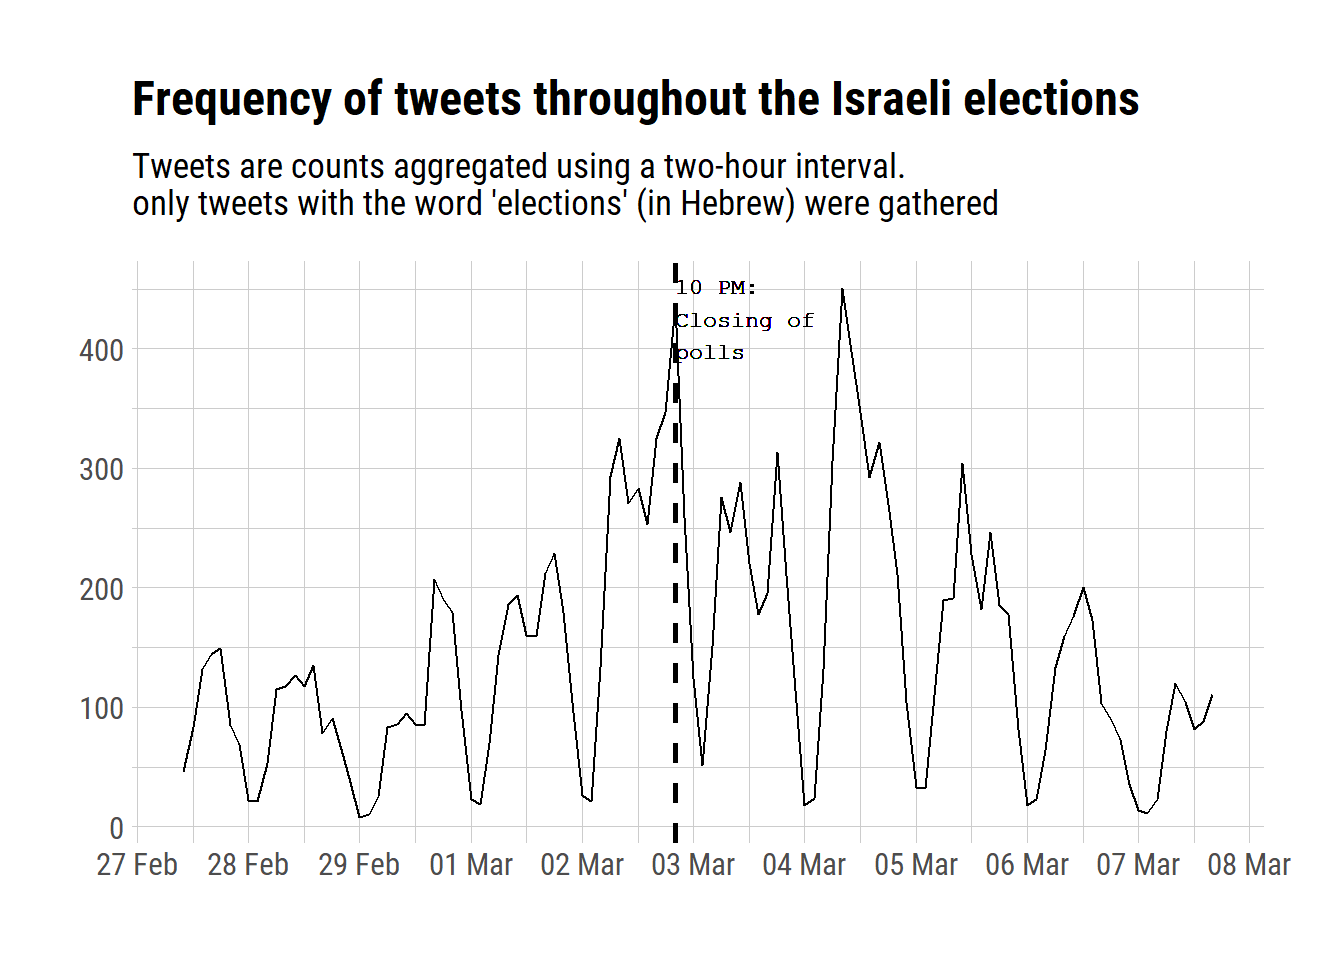 Frequency of tweets throughout the Israeli elections
Tweets are counts aggregated using a two-hour interval.
only tweets with the word 'elections' (in Hebrew) were gathered
10 PM:
Closing of
polls
400
300
200
100
0
27 Feb 28 Feb 29 Feb 01 Mar 02 Mar 03 Mar 04 Mar 05 Mar 06 Mar 07 Mar 08 Mar